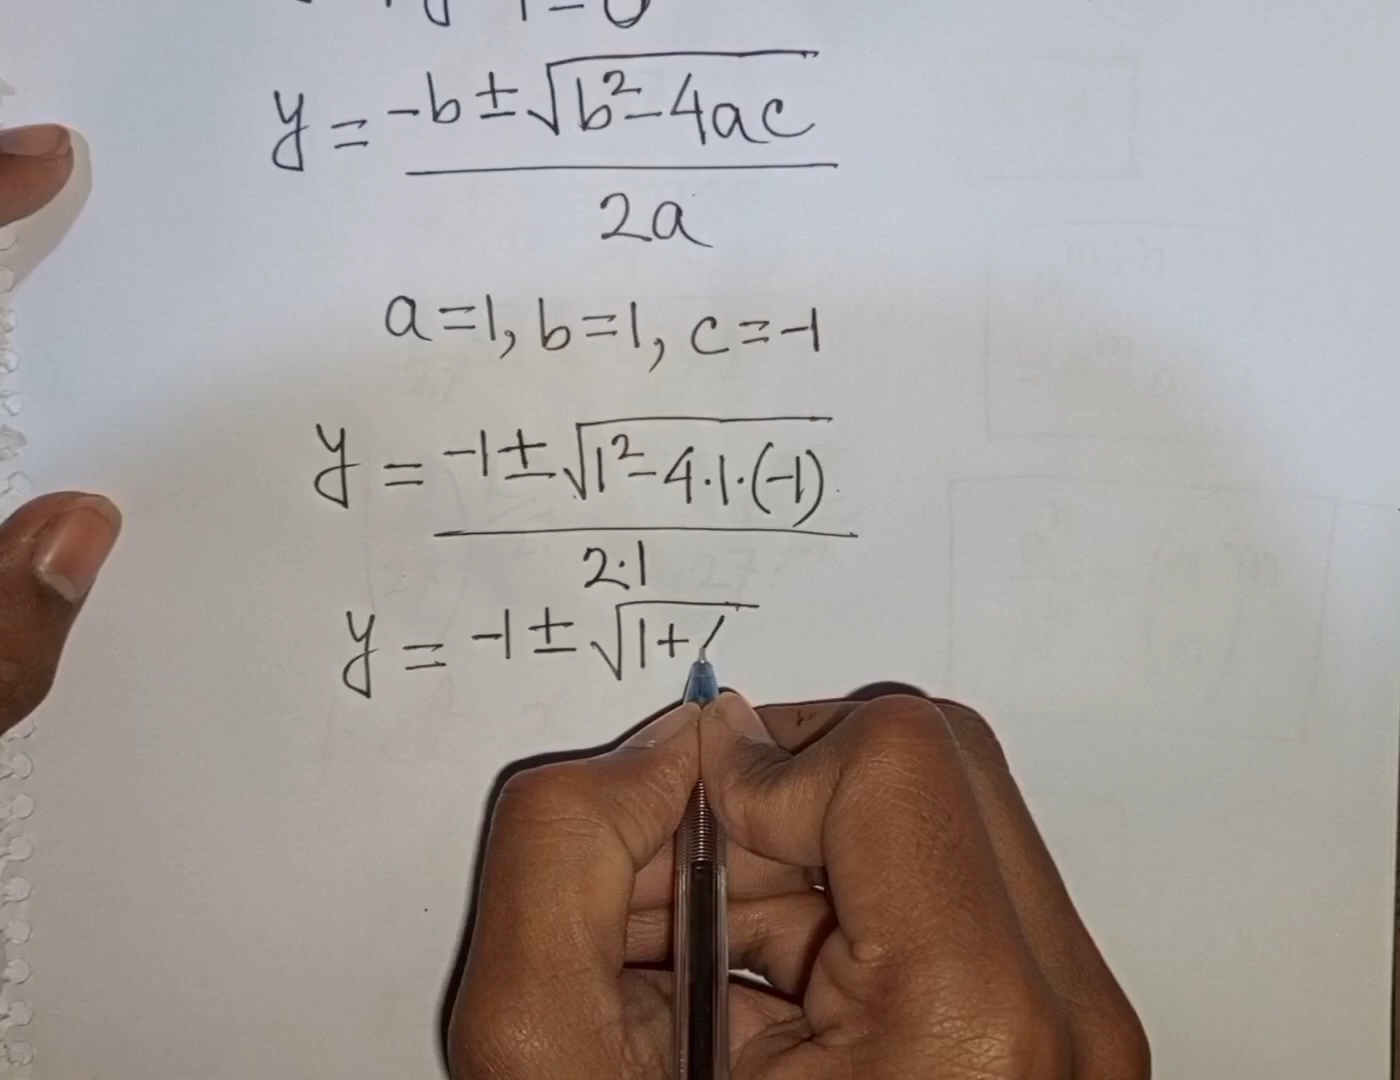 y = -b ± √b² - 4ac
2a
a = 1, b = 1, c = -1
y = -1 ± √1² - 4·1·(-1)
2·1
y = -1 ± √1 +